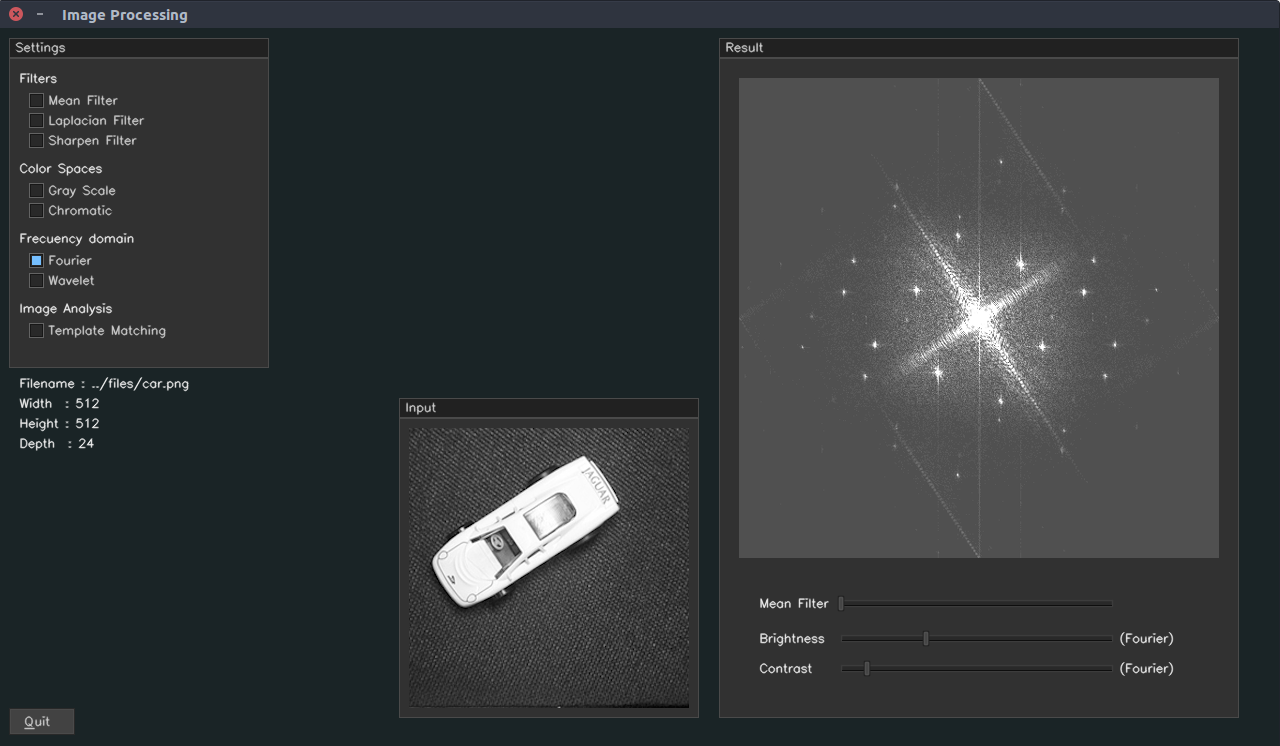 Image Processing
Settings
Filters
Mean Filter
Laplacian Filter
Sharpen Filter
Color Spaces
Gray Scale
Chromatic
Frecuency domain
Fourier
Wavelet
Image Analysis
Template Matching
Filename : ../files/car.png
Width : 512
Height : 512
Depth : 24
Quit
Input
JAGUAR
Result
Mean Filter
Brightness (Fourier)
Contrast (Fourier)